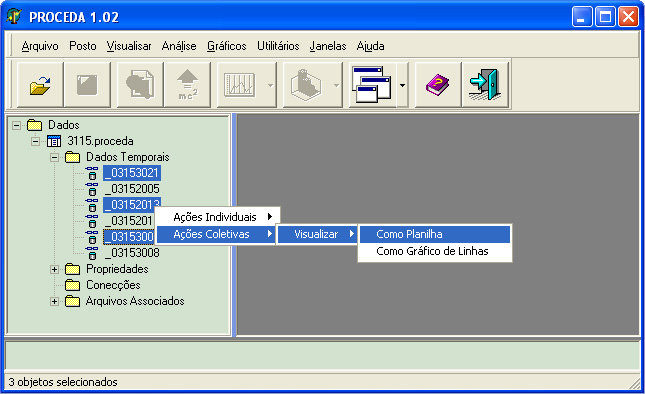 PROCEDA 1.02
Arquivo Posto Visualizar Análise Gráficos Utilitários Janelas Ajuda
mc²
Dados
3115.proceda
Dados Temporais
_03153021
_03152005
_03152013
_0315201
_0315300
_03153008
Ações Individuais
Ações Coletivas
Visualizar
Como Planilha
Como Gráfico de Linhas
Propriedades
Conecções
Arquivos Associados
3 objetos selecionados